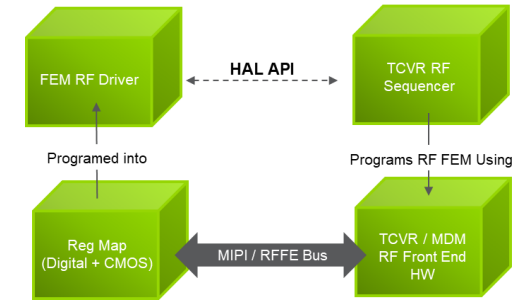 FEM RF Driver
HAL API
TCVR RF
Sequencer
Programed into
Programs RF FEM Using
Reg Map
(Digital + CMOS)
MIPI / RFFE Bus
TCVR / MDM
RF Front End
HW